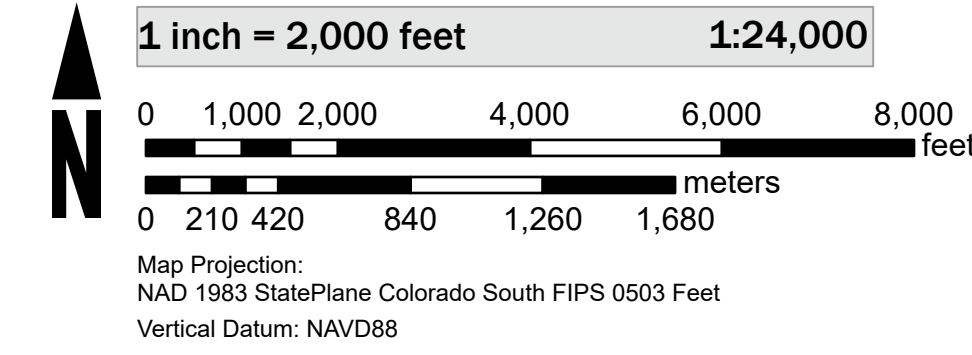 1 inch = 2,000 feet 1:24,000
0 1,000 2,000 4,000 6,000 8,000
feet
meters
0 210 420 840 1,260 1,680
N
Map Projection:
NAD 1983 StatePlane Colorado South FIPS 0503 Feet
Vertical Datum: NAVD88